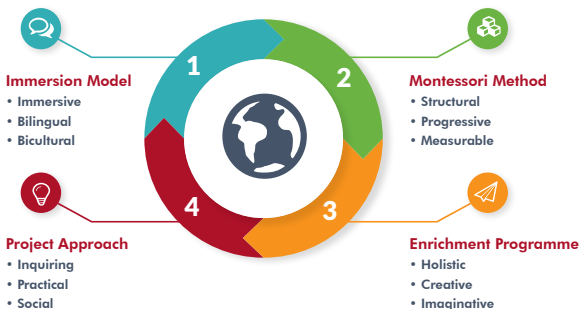 1
Immersion Model
• Immersive
• Bilingual
• Bicultural
2
Montessori Method
• Structural
• Progressive
• Measurable
4
Project Approach
• Inquiring
• Practical
• Social
3
Enrichment Programme
• Holistic
• Creative
• Imaginative